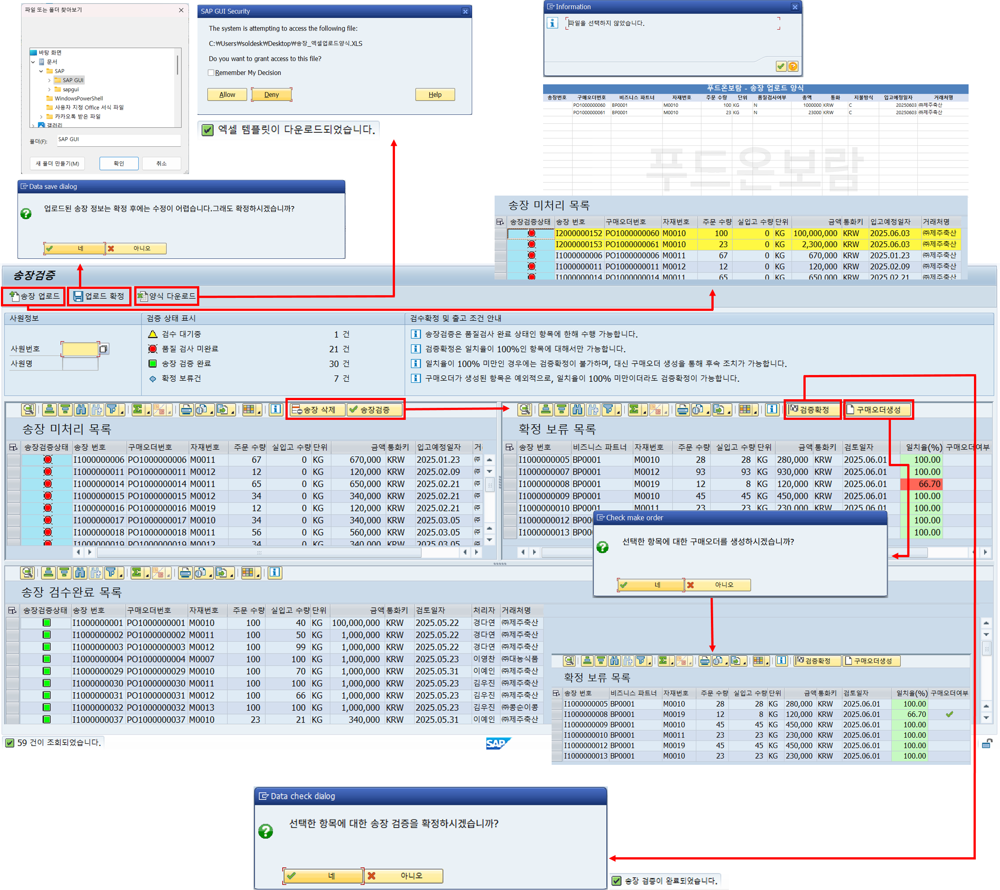 파일 또는 폴더 찾아보기
바탕 화면
문서
SAP
SAP GUI
sapgui
WindowsPowerShell
사용자 지정 Office 서식 파일
카카오톡 받은 파일
갤러리
폴더(F): SAP GUI
새 폴더 만들기(M) 확인 취소
SAP GUI Security
The system is attempting to access the following file:
C:₩Users₩soldesk₩Desktop₩송장_엑셀업로드양식.XLS
Do you want to grant access to this file?
Remember My Decision
Allow Deny Help
엑셀 템플릿이 다운로드되었습니다.
Information
파일을 선택하지 않았습니다.
푸드온보람 - 송장 업로드 양식
송장번호 구매오더번호 비즈니스 파트너 자재번호 주문 수량 단위 품질검사여부 총액 통화 지불방식 입고예정일자 거래처명
PO1000000060 BP0001 M0010 100 KG N 1000000 KRW C 20250603 ㈜제주축산
PO1000000061 BP0001 M0010 23 KG N 23000 KRW C 20250603 ㈜제주축산
푸드온보람
Data save dialog
업로드된 송장 정보는 확정 후에는 수정이 어렵습니다.그래도 확정하시겠습니까?
네 아니오
송장 미처리 목록
송장검증상태 송장 번호 구매오더번호 자재번호 주문 수량 실입고 수량 단위 금액 통화키 입고예정일자 거래처명
I2000000152 PO1000000060 M0010 100 0 KG 100,000,000 KRW 2025.06.03 ㈜제주축산
I2000000153 PO1000000061 M0010 23 0 KG 2,300,000 KRW 2025.06.03 ㈜제주축산
I1000000006 PO1000000006 M0011 67 0 KG 670,000 KRW 2025.01.23 ㈜제주축산
I1000000011 PO1000000011 M0012 12 0 KG 120,000 KRW 2025.02.09 ㈜제주축산
I1000000014 PO1000000014 M0011 65 0 KG 650,000 KRW 2025.02.21 ㈜제주축산
송장검증
송장 업로드 업로드 확정 양식 다운로드
사원정보
사원번호
사원명
검증 상태 표시
검수 대기중 1 건
품질 검사 미완료 21 건
송장 검증 완료 30 건
확정 보류건 7 건
검수확정 및 출고 조건 안내
송장검증은 품질검사 완료 상태인 항목에 한해 수행 가능합니다.
검증확정은 일치율이 100%인 항목에 대해서만 가능합니다.
일치율이 100% 미만인 경우에는 검증확정이 불가하며, 대신 구매오더 생성을 통해 후속 조치가 가능합니다.
구매오더가 생성된 항목은 예외적으로, 일치율이 100% 미만이더라도 검증확정이 가능합니다.
송장 삭제 송장검증
송장 미처리 목록
송장검증상태 송장 번호 구매오더번호 자재번호 주문 수량 실입고 수량 단위 금액 통화키 입고예정일자
I1000000006 PO1000000006 M0011 67 0 KG 670,000 KRW 2025.01.23 ㈜
I1000000011 PO1000000011 M0012 12 0 KG 120,000 KRW 2025.02.09 ㈜
I1000000014 PO1000000014 M0011 65 0 KG 650,000 KRW 2025.02.21 ㈜
I1000000015 PO1000000015 M0012 34 0 KG 340,000 KRW 2025.02.21 ㈜
I1000000016 PO1000000016 M0019 12 0 KG 120,000 KRW 2025.02.21 ㈜
I1000000017 PO1000000017 M0010 34 0 KG 340,000 KRW 2025.03.05 ㈜
I1000000018 PO1000000018 M0011 56 0 KG 560,000 KRW 2025.03.05 ㈜
I1000000019 PO1000000019 M0012 34 0 KG 340,000 KRW 2025.03.05 ㈜
검증확정 구매오더생성
확정 보류 목록
송장 번호 비즈니스 파트너 자재번호 주문 수량 실입고 수량 단위 금액 통화키 검토일자 일치율(%) 구매오더여부
I1000000005 BP0001 M0010 28 28 KG 280,000 KRW 2025.06.01 100.00
I1000000007 BP0001 M0012 93 93 KG 930,000 KRW 2025.06.01 100.00
I1000000008 BP0001 M0019 12 8 KG 120,000 KRW 2025.06.01 66.70
I1000000009 BP0001 M0010 45 45 KG 450,000 KRW 2025.06.01 100.00
I1000000010 BP0001 M0011 23 23 KG 230,000 KRW 2025.06.01 100.00
I1000000012 100.00
I1000000013 100.00
Check make order
선택한 항목에 대한 구매오더를 생성하시겠습니까?
네 아니오
송장 검수완료 목록
송장검증상태 송장 번호 구매오더번호 자재번호 주문 수량 실입고 수량 단위 금액 통화키 검토일자 처리자 거래처명
I1000000001 PO1000000001 M0010 100 40 KG 100,000,000 KRW 2025.05.22 경다연 ㈜제주축산
I1000000002 PO1000000002 M0011 100 50 KG 1,000,000 KRW 2025.05.22 경다연 ㈜제주축산
I1000000003 PO1000000003 M0012 100 99 KG 1,000,000 KRW 2025.05.22 경다연 ㈜제주축산
I1000000004 PO1000000004 M0007 100 100 KG 1,000,000 KRW 2025.05.23 이영찬 ㈜대농식품
I1000000029 PO1000000029 M0010 100 70 KG 1,000,000 KRW 2025.05.31 이예인 ㈜제주축산
I1000000030 PO1000000030 M0011 100 100 KG 1,000,000 KRW 2025.05.23 김우진 ㈜제주축산
I1000000031 PO1000000031 M0012 100 66 KG 1,000,000 KRW 2025.05.23 김우진 ㈜제주축산
I1000000032 PO1000000032 M0013 100 100 KG 1,000,000 KRW 2025.05.23 김우진 ㈜콩순이콩
I1000000037 PO1000000037 M0010 23 21 KG 340,000 KRW 2025.05.31 이예인 ㈜제주축산
검증확정 구매오더생성
확정 보류 목록
송장 번호 비즈니스 파트너 자재번호 주문 수량 실입고 수량 단위 금액 통화키 검토일자 일치율(%) 구매오더여부
I1000000005 BP0001 M0010 28 28 KG 280,000 KRW 2025.06.01 100.00
I1000000008 BP0001 M0019 12 8 KG 120,000 KRW 2025.06.01 66.70
I1000000009 BP0001 M0010 45 45 KG 450,000 KRW 2025.06.01 100.00
I1000000010 BP0001 M0011 23 23 KG 230,000 KRW 2025.06.01 100.00
I1000000012 BP0001 M0019 45 45 KG 450,000 KRW 2025.06.01 100.00
I1000000013 BP0001 M0010 23 23 KG 230,000 KRW 2025.06.01 100.00
59 건이 조회되었습니다.
SAP
Data check dialog
선택한 항목에 대한 송장 검증을 확정하시겠습니까?
네 아니오
송장 검증이 완료되었습니다.